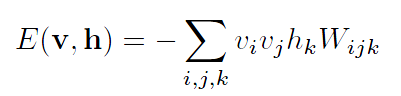 E(v, h) = − ∑_{i,j,k} v_i v_j h_k W_{ijk}